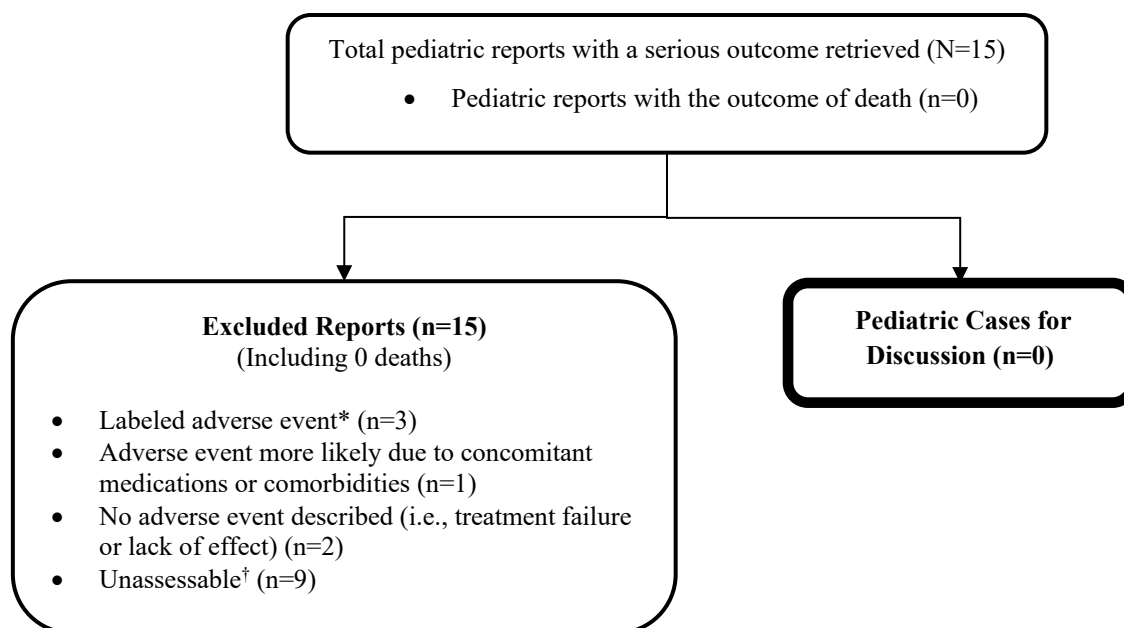 Total pediatric reports with a serious outcome retrieved (N=15)
• Pediatric reports with the outcome of death (n=0)
Excluded Reports (n=15)
(Including 0 deaths)
• Labeled adverse event* (n=3)
• Adverse event more likely due to concomitant
medications or comorbidities (n=1)
• No adverse event described (i.e., treatment failure
or lack of effect) (n=2)
• Unassessable† (n=9)
Pediatric Cases for
Discussion (n=0)